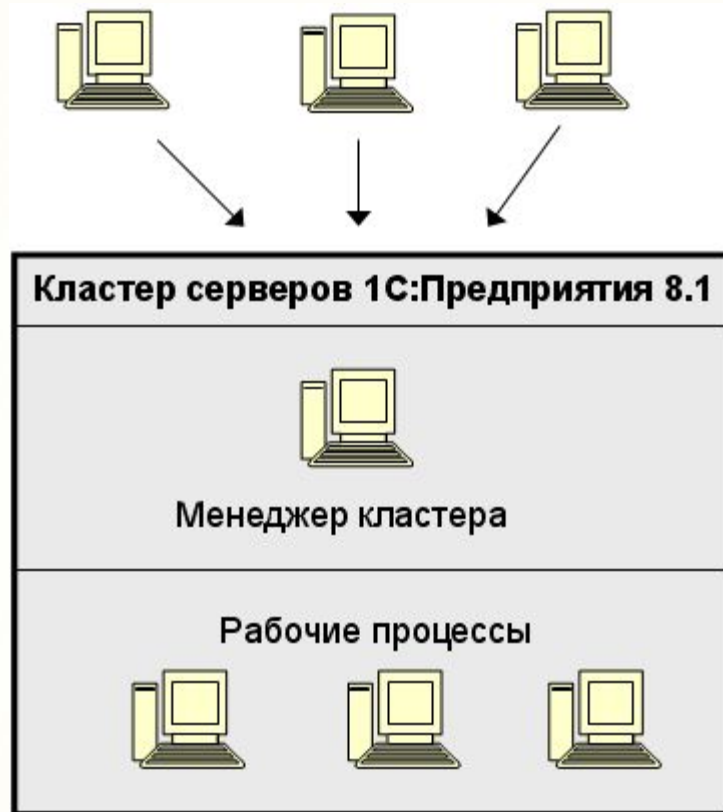 Кластер серверов 1С:Предприятия 8.1
Менеджер кластера
Рабочие процессы